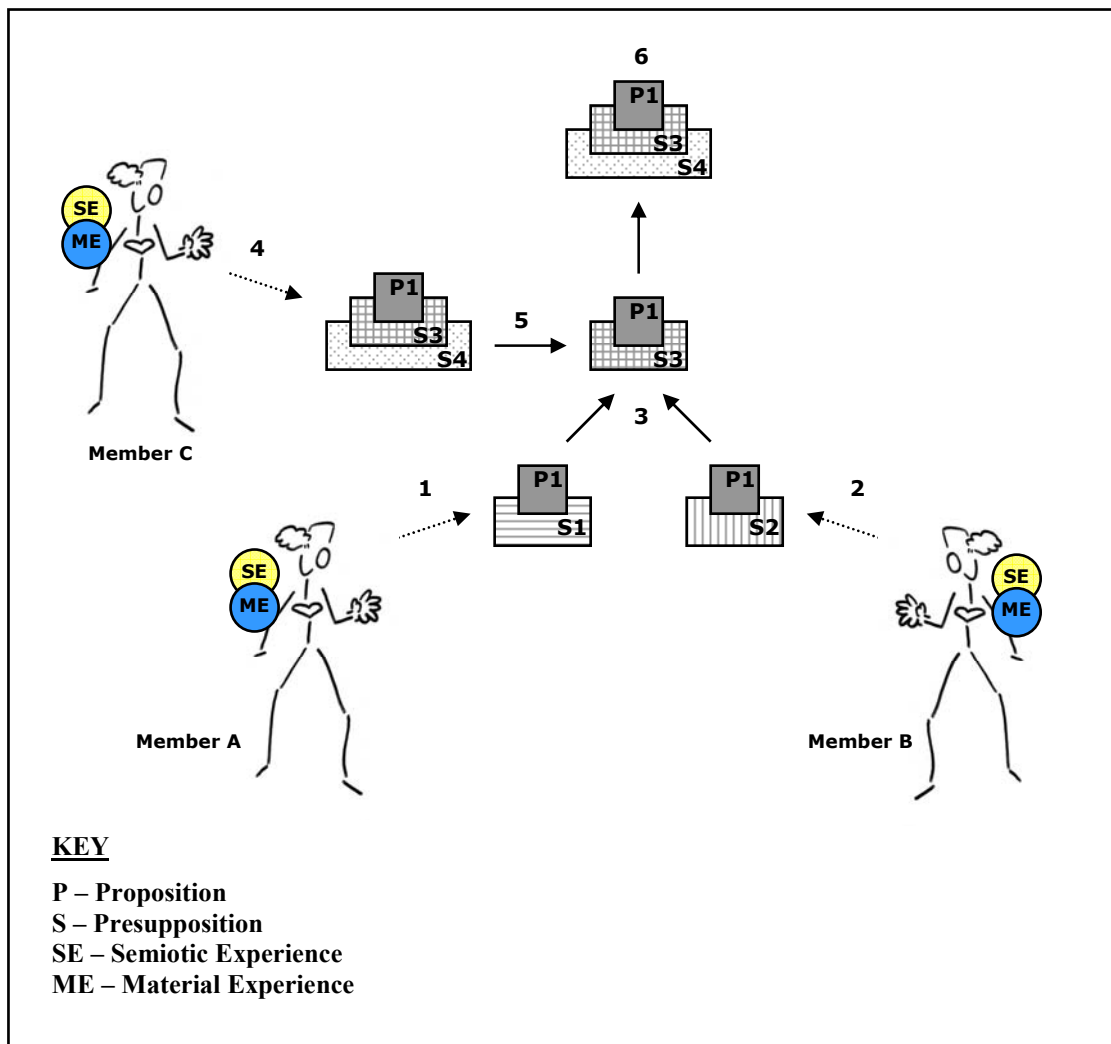 6
P1
S3
S4
SE
ME
4
P1
S3
S4
5
P1
S3
3
Member C
1
P1
S1
P1
S2
2
SE
ME
SE
ME
Member A
Member B
KEY
P – Proposition
S – Presupposition
SE – Semiotic Experience
ME – Material Experience